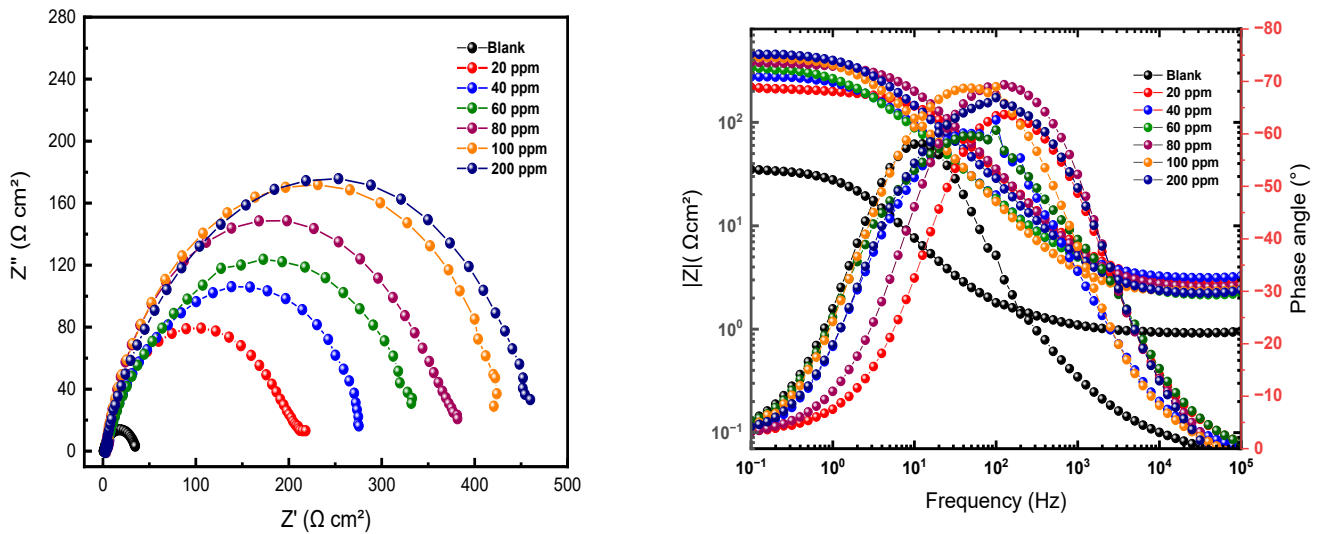 280
240
200
160
120
80
40
0
Z'' (Ω cm²)
0
100
200
300
400
500
Z' (Ω cm²)
Blank
20 ppm
40 ppm
60 ppm
80 ppm
100 ppm
200 ppm
10²
10¹
10⁰
10⁻¹
|Z|( Ωcm²)
10⁻¹
10⁰
10¹
10²
10³
10⁴
10⁵
Frequency (Hz)
Blank
20 ppm
40 ppm
60 ppm
80 ppm
100 ppm
200 ppm
−80
−70
−60
−50
−40
−30
−20
−10
0
Phase angle (°)